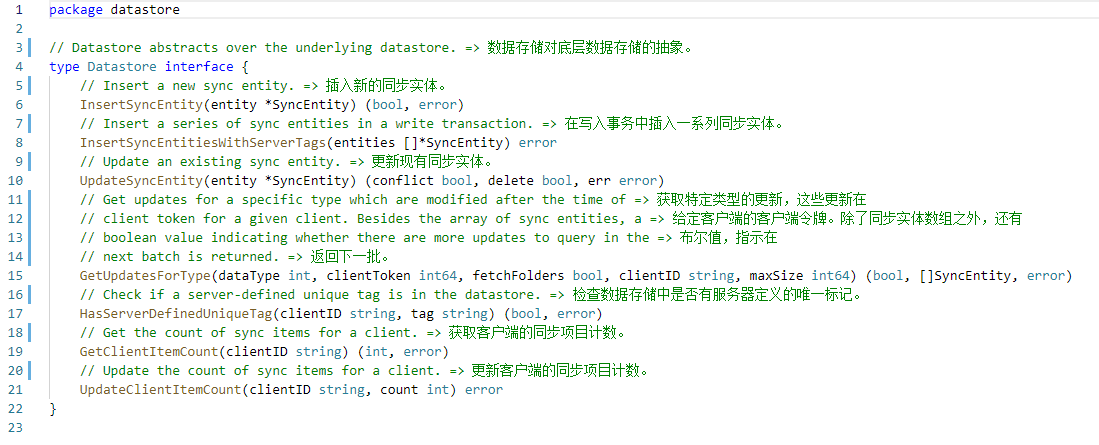 1 package datastore
2
3 // Datastore abstracts over the underlying datastore. => 数据存储对底层数据存储的抽象。
4 type Datastore interface {
5 // Insert a new sync entity. => 插入新的同步实体。
6 InsertSyncEntity(entity *SyncEntity) (bool, error)
7 // Insert a series of sync entities in a write transaction. => 在写入事务中插入一系列同步实体。
8 InsertSyncEntitiesWithServerTags(entities []*SyncEntity) error
9 // Update an existing sync entity. => 更新现有同步实体。
10 UpdateSyncEntity(entity *SyncEntity) (conflict bool, delete bool, err error)
11 // Get updates for a specific type which are modified after the time of => 获取特定类型的更新，这些更新在
12 // client token for a given client. Besides the array of sync entities, a => 给定客户端的客户端令牌。除了同步实体数组之外，还有
13 // boolean value indicating whether there are more updates to query in the => 布尔值，指示在
14 // next batch is returned. => 返回下一批。
15 GetUpdatesForType(dataType int, clientToken int64, fetchFolders bool, clientID string, maxSize int64) (bool, []SyncEntity, error)
16 // Check if a server-defined unique tag is in the datastore. => 检查数据存储中是否有服务器定义的唯一标记。
17 HasServerDefinedUniqueTag(clientID string, tag string) (bool, error)
18 // Get the count of sync items for a client. => 获取客户端的同步项目计数。
19 GetClientItemCount(clientID string) (int, error)
20 // Update the count of sync items for a client. => 更新客户端的同步项目计数。
21 UpdateClientItemCount(clientID string, count int) error
22 }
23